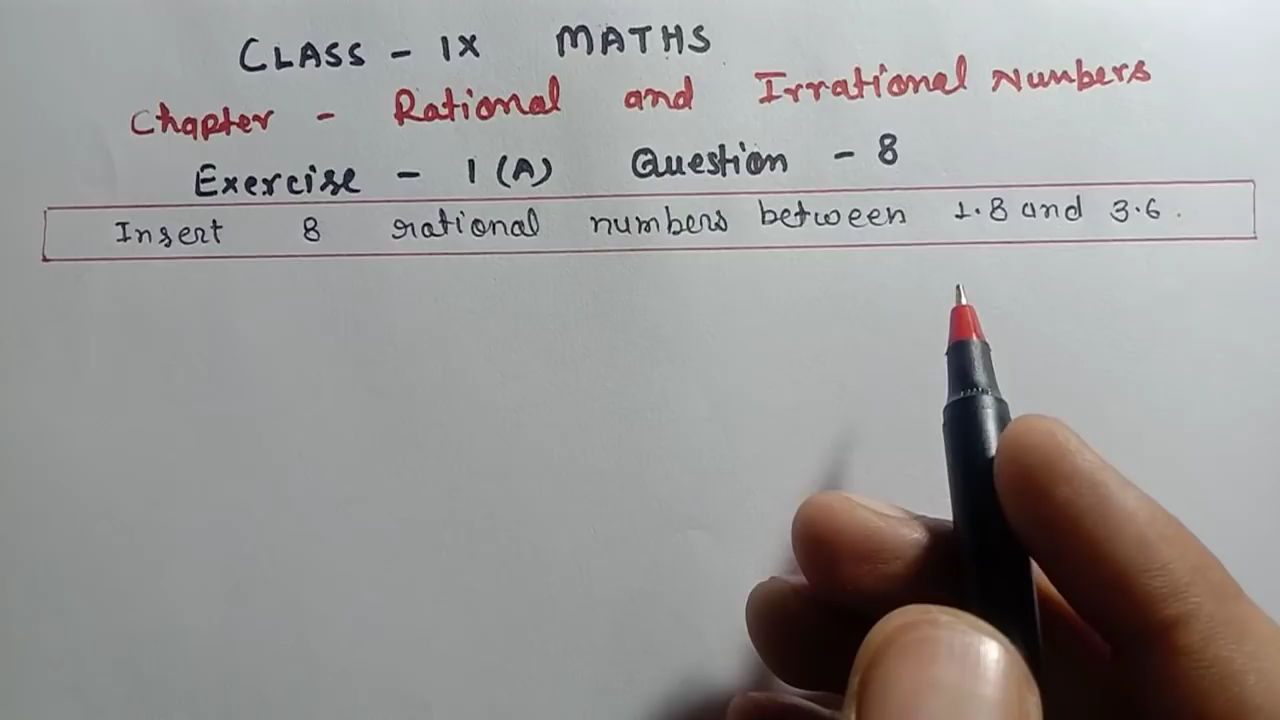 CLASS - IX MATHS
Chapter - Rational and Irrational Numbers
Exercise - 1 (A) Question - 8
Insert 8 rational numbers between 1.8 and 3.6.